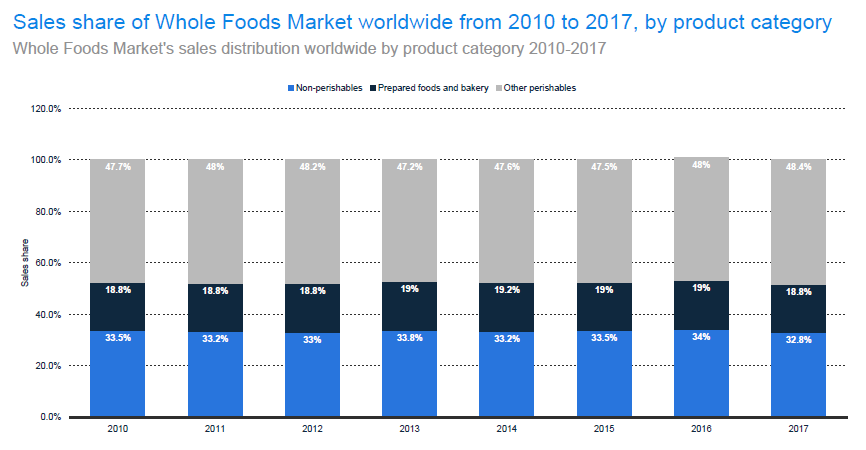 Sales share of Whole Foods Market worldwide from 2010 to 2017, by product category
Whole Foods Market's sales distribution worldwide by product category 2010-2017
Non-perishables Prepared foods and bakery Other perishables
120.0%
100.0%
80.0%
60.0%
40.0%
20.0%
0.0%
Sales share
47.7% 48% 48.2% 47.2% 47.6% 47.5% 48% 48.4%
18.8% 18.8% 18.8% 19% 19.2% 19% 19% 18.8%
33.5% 33.2% 33% 33.8% 33.2% 33.5% 34% 32.8%
2010 2011 2012 2013 2014 2015 2016 2017